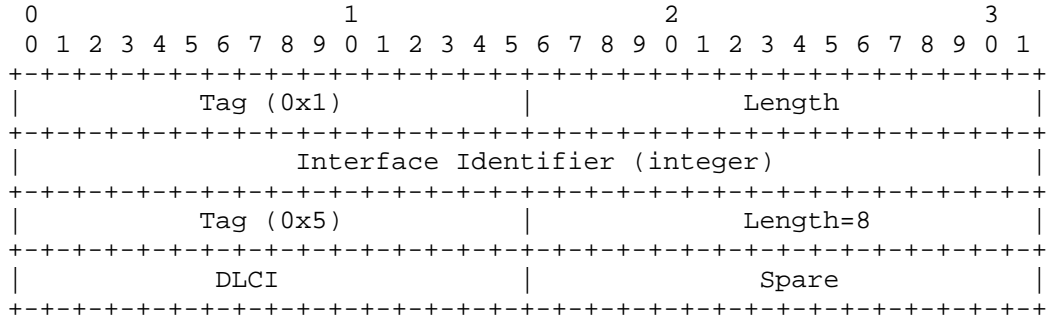 0                   1                   2                   3
 0 1 2 3 4 5 6 7 8 9 0 1 2 3 4 5 6 7 8 9 0 1 2 3 4 5 6 7 8 9 0 1
+-+-+-+-+-+-+-+-+-+-+-+-+-+-+-+-+-+-+-+-+-+-+-+-+-+-+-+-+-+-+-+-+
|           Tag (0x1)           |             Length            |
+-+-+-+-+-+-+-+-+-+-+-+-+-+-+-+-+-+-+-+-+-+-+-+-+-+-+-+-+-+-+-+-+
|                 Interface Identifier (integer)                |
+-+-+-+-+-+-+-+-+-+-+-+-+-+-+-+-+-+-+-+-+-+-+-+-+-+-+-+-+-+-+-+-+
|           Tag (0x5)           |             Length=8          |
+-+-+-+-+-+-+-+-+-+-+-+-+-+-+-+-+-+-+-+-+-+-+-+-+-+-+-+-+-+-+-+-+
|            DLCI               |              Spare            |
+-+-+-+-+-+-+-+-+-+-+-+-+-+-+-+-+-+-+-+-+-+-+-+-+-+-+-+-+-+-+-+-+